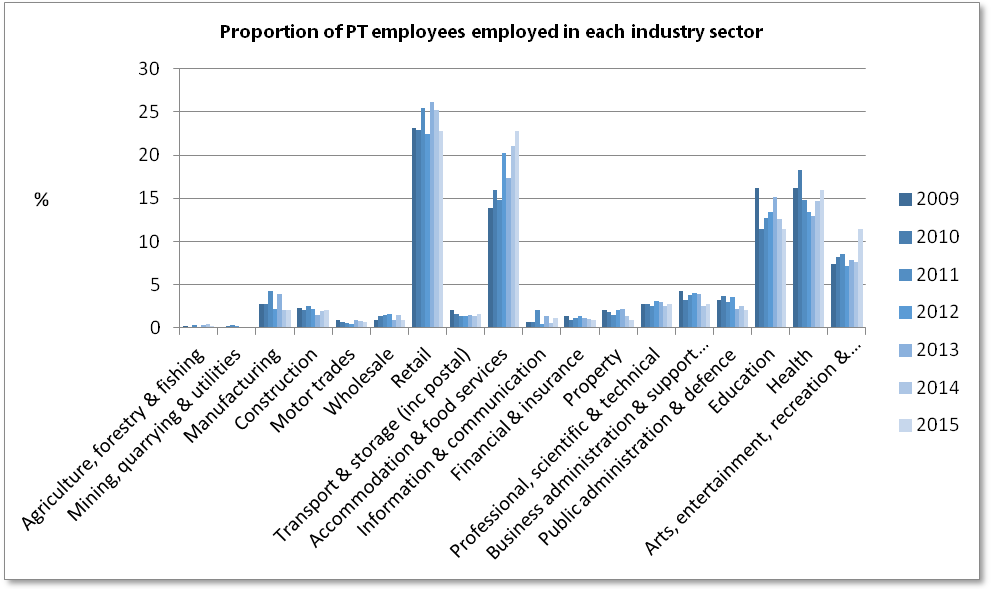 Proportion of PT employees employed in each industry sector
30
25
20
15
10
5
0
%
Agriculture, forestry & fishing
Mining, quarrying & utilities
Manufacturing
Construction
Motor trades
Wholesale
Retail
Transport & storage (inc postal)
Accommodation & food services
Information & communication
Financial & insurance
Property
Professional, scientific & technical
Business administration & support...
Public administration & defence
Education
Health
Arts, entertainment, recreation &...
2009
2010
2011
2012
2013
2014
2015